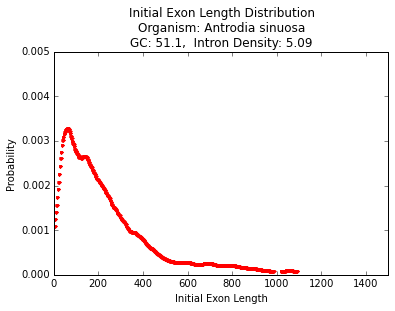 Initial Exon Length Distribution
Organism: Antrodia sinuosa
GC: 51.1,  Intron Density: 5.09
0.005
0.004
0.003
0.002
0.001
0.000
Probability
0 200 400 600 800 1000 1200 1400
Initial Exon Length